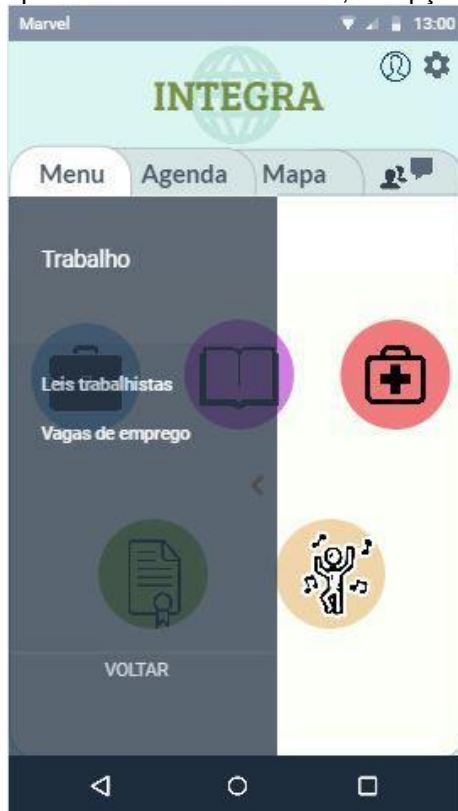 Marvel 13:00
INTEGRA
Menu Agenda Mapa
Trabalho
Leis trabalhistas
Vagas de emprego
VOLTAR